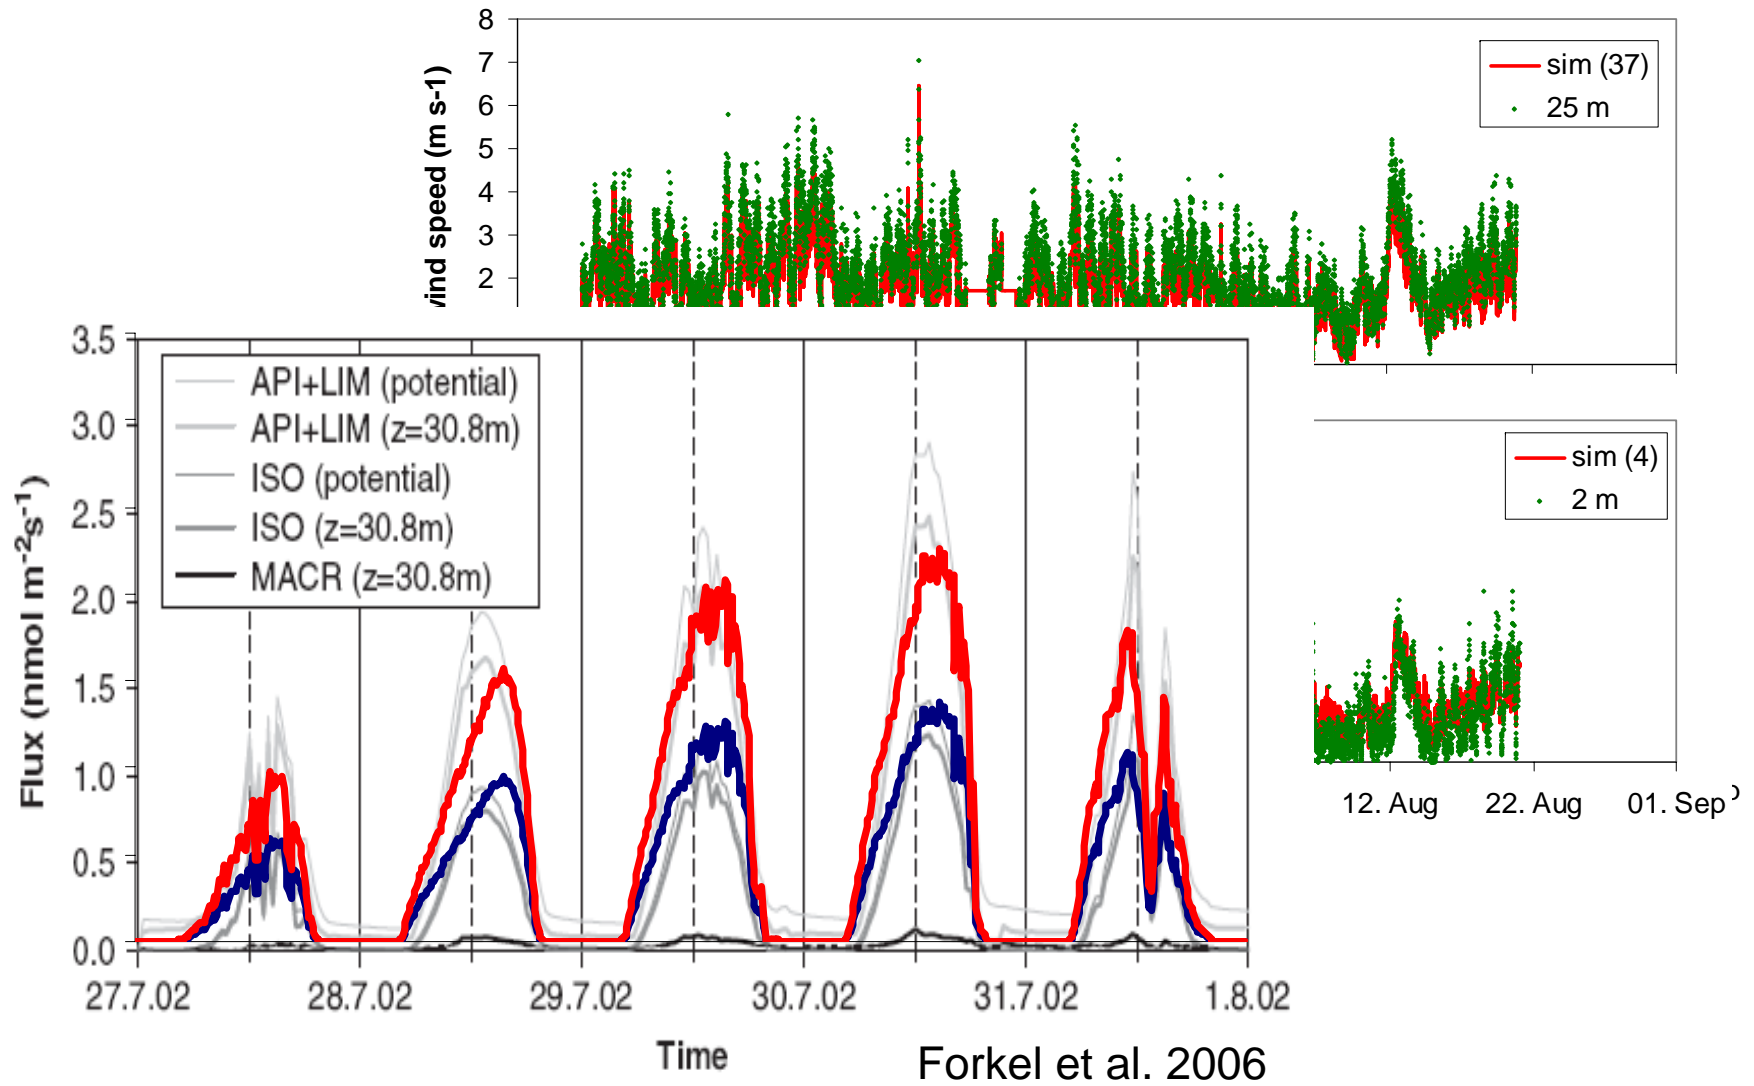 8
7
6
5
4
3
2
wind speed (m s-1)
sim (37)
25 m
3.5
3.0
2.5
2.0
1.5
1.0
0.5
0.0
Flux (nmol m⁻²s⁻¹)
API+LIM (potential)
API+LIM (z=30.8m)
ISO (potential)
ISO (z=30.8m)
MACR (z=30.8m)
sim (4)
2 m
12. Aug 22. Aug 01. Sep
27.7.02 28.7.02 29.7.02 30.7.02 31.7.02 1.8.02
Time
Forkel et al. 2006